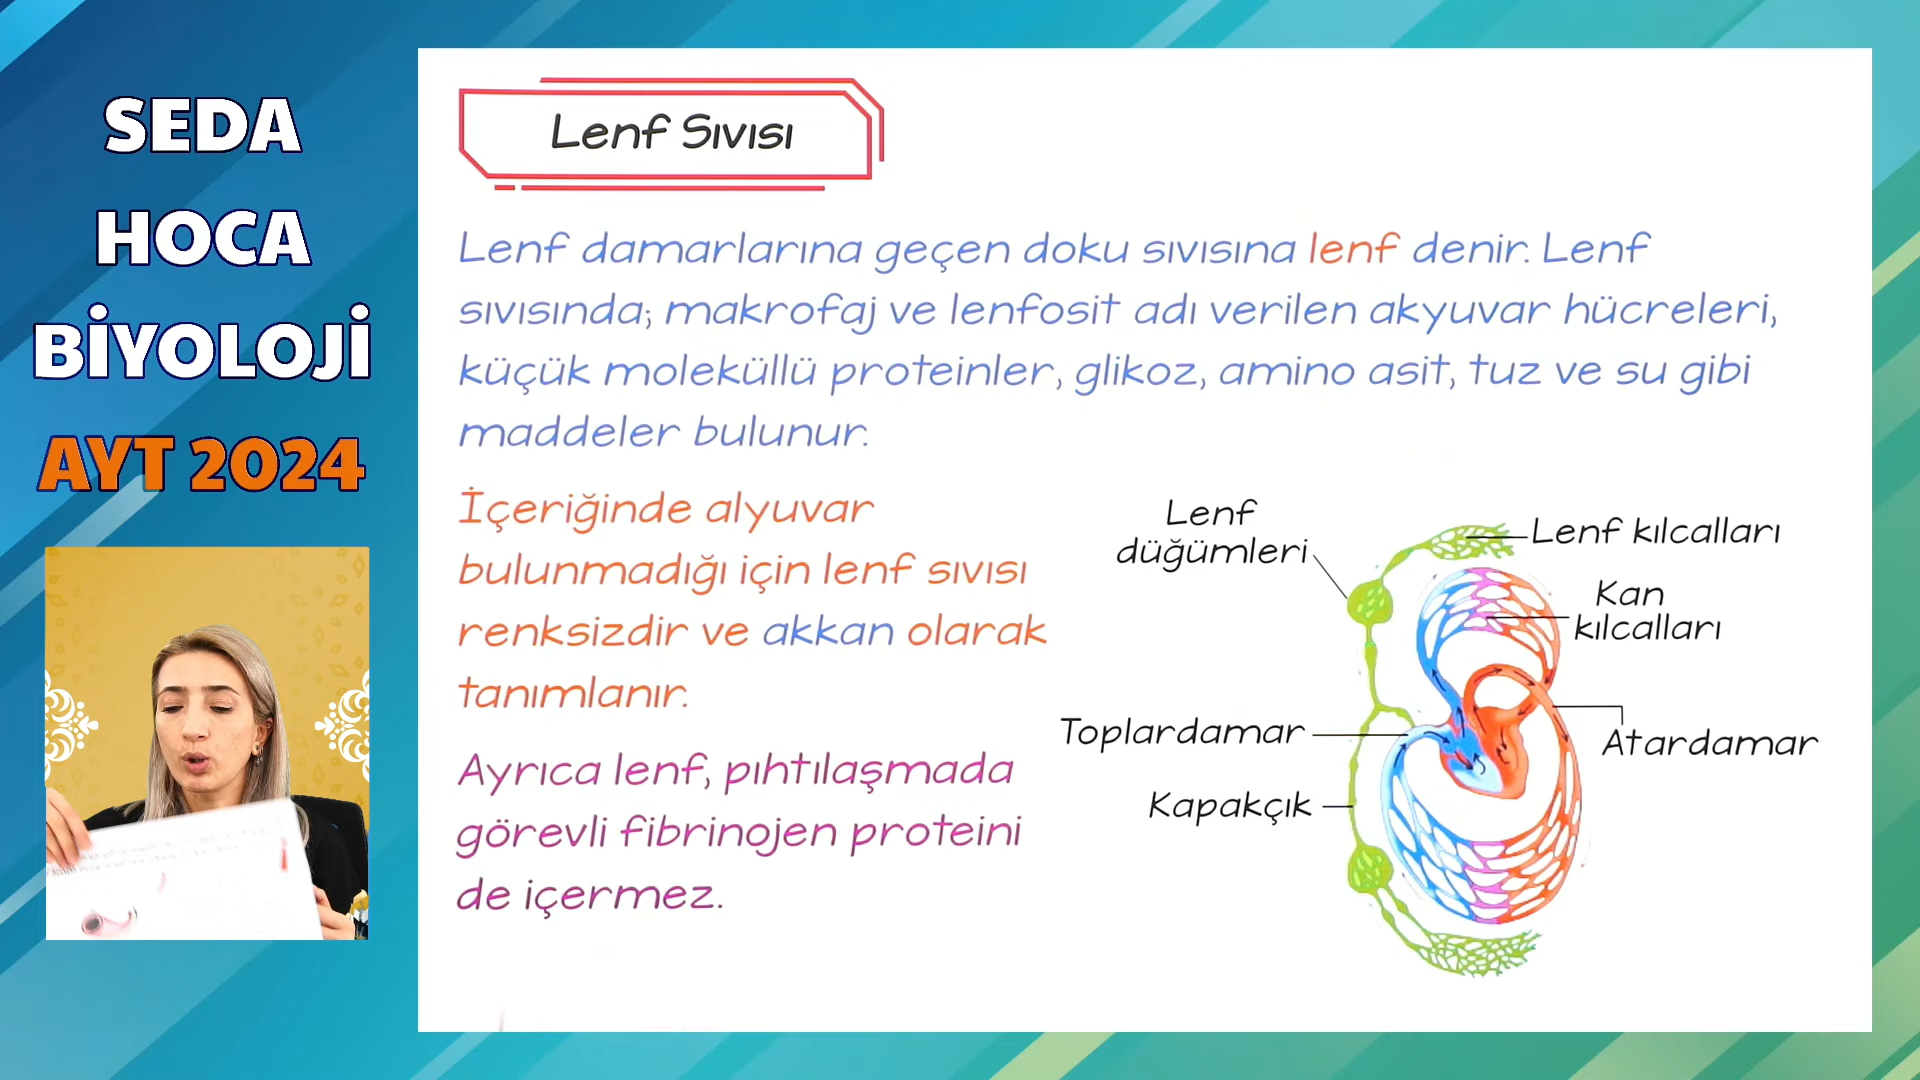 SEDA
HOCA
BİYOLOJİ
AYT 2024
Lenf Sıvısı
Lenf damarlarına geçen doku sıvısına lenf denir. Lenf
sıvısında; makrofaj ve lenfosit adı verilen akyuvar hücreleri,
küçük moleküllü proteinler, glikoz, amino asit, tuz ve su gibi
maddeler bulunur.
İçeriğinde alyuvar
bulunmadığı için lenf sıvısı
renksizdir ve akkan olarak
tanımlanır.
Ayrıca lenf, pıhtılaşmada
görevli fibrinojen proteini
de içermez.
Lenf
düğümleri
Lenf kılcalları
Kan
kılcalları
Toplardamar
Atardamar
Kapakçık